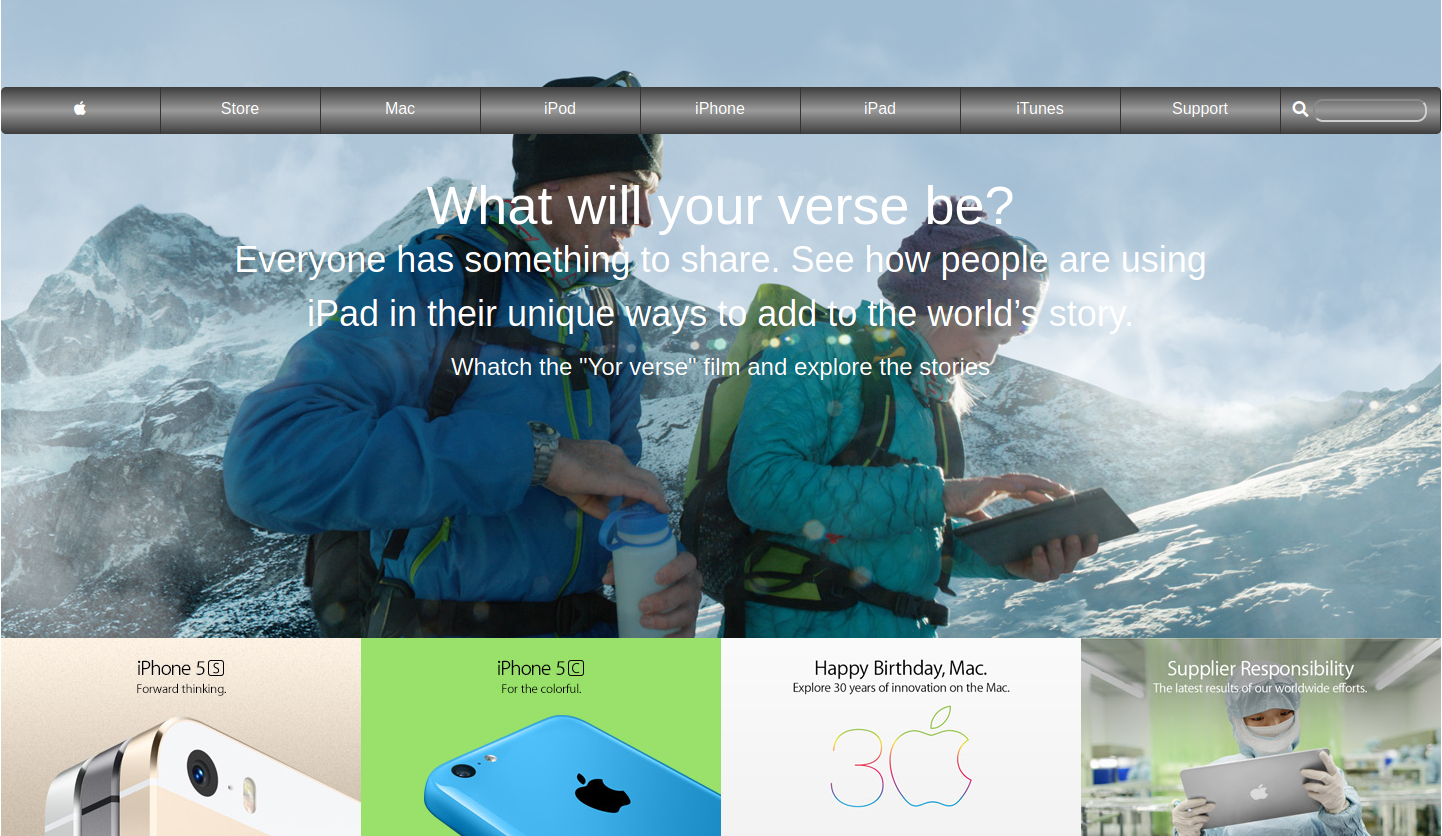 Store Mac iPod iPhone iPad iTunes Support
What will your verse be?
Everyone has something to share. See how people are using
iPad in their unique ways to add to the world’s story.
Whatch the "Yor verse" film and explore the stories
iPhone 5S
Forward thinking.
iPhone 5C
For the colorful.
Happy Birthday, Mac.
Explore 30 years of innovation on the Mac.
30
Supplier Responsibility
The latest results of our worldwide efforts.